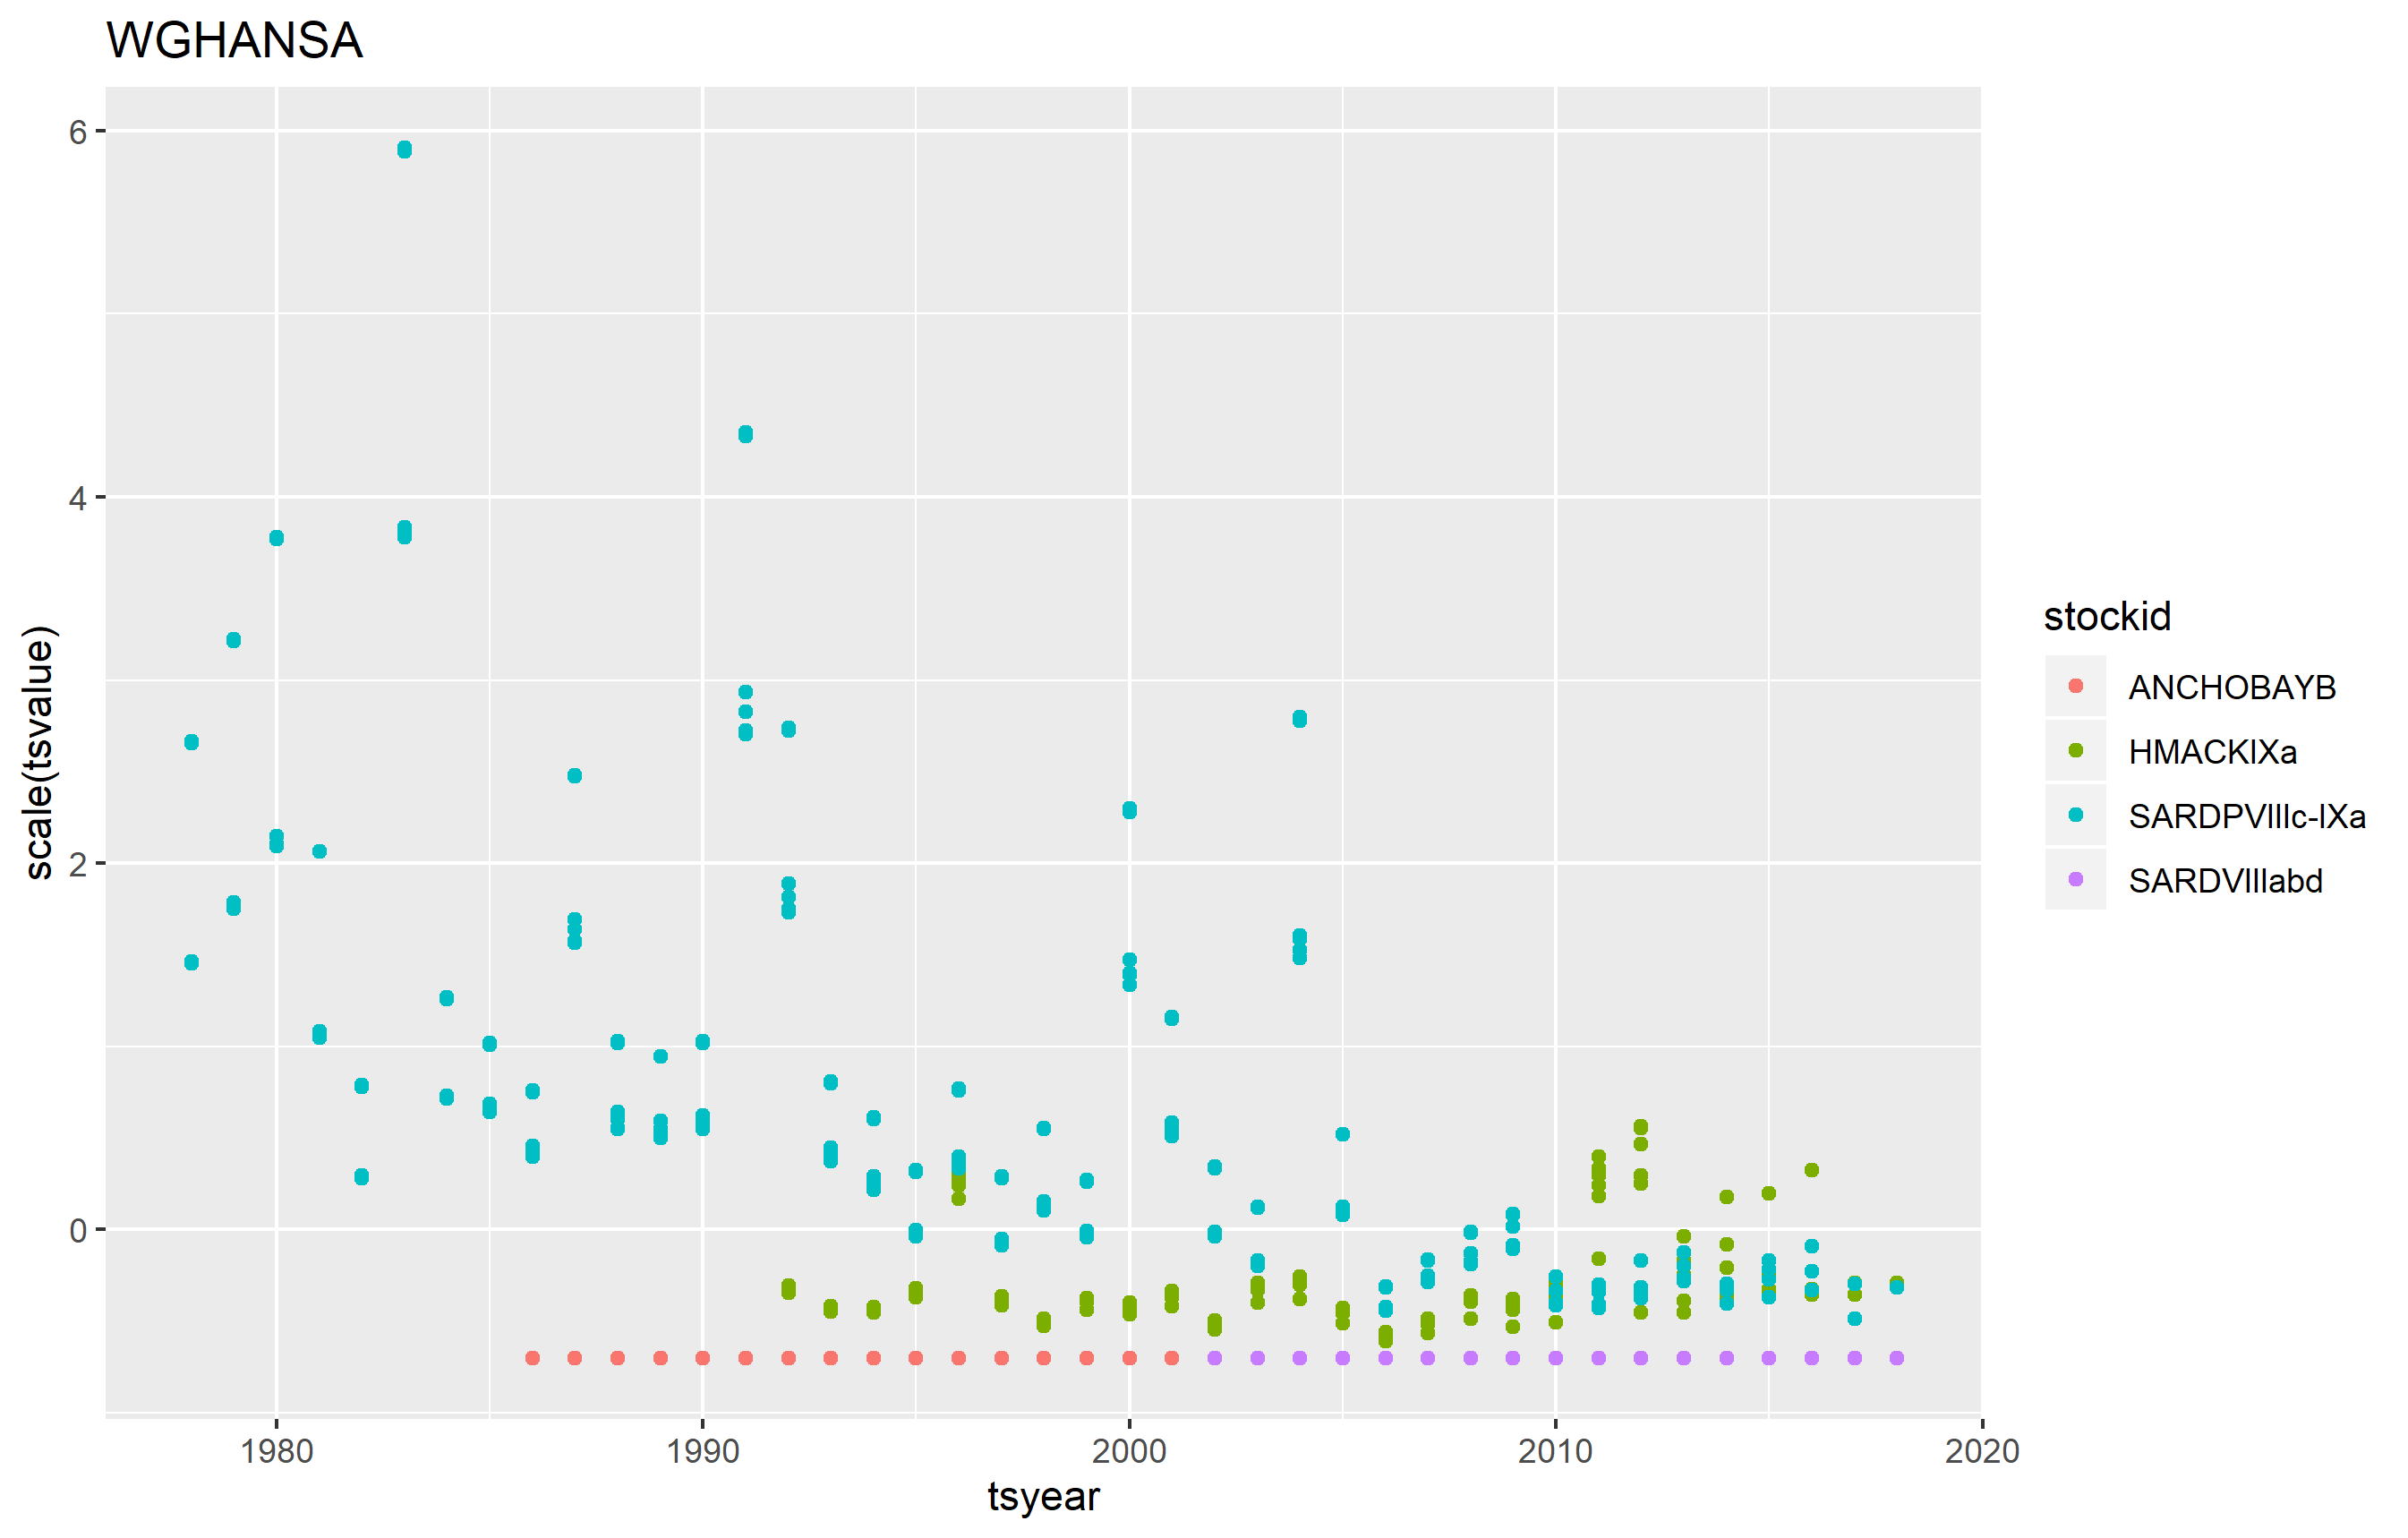 WGHANSA
6
4
2
0
scale(tsvalue)
1980 1990 2000 2010 2020
tsyear
stockid
ANCHOBAYB
HMACKIXa
SARDPVIIIc-IXa
SARDVIIIabd